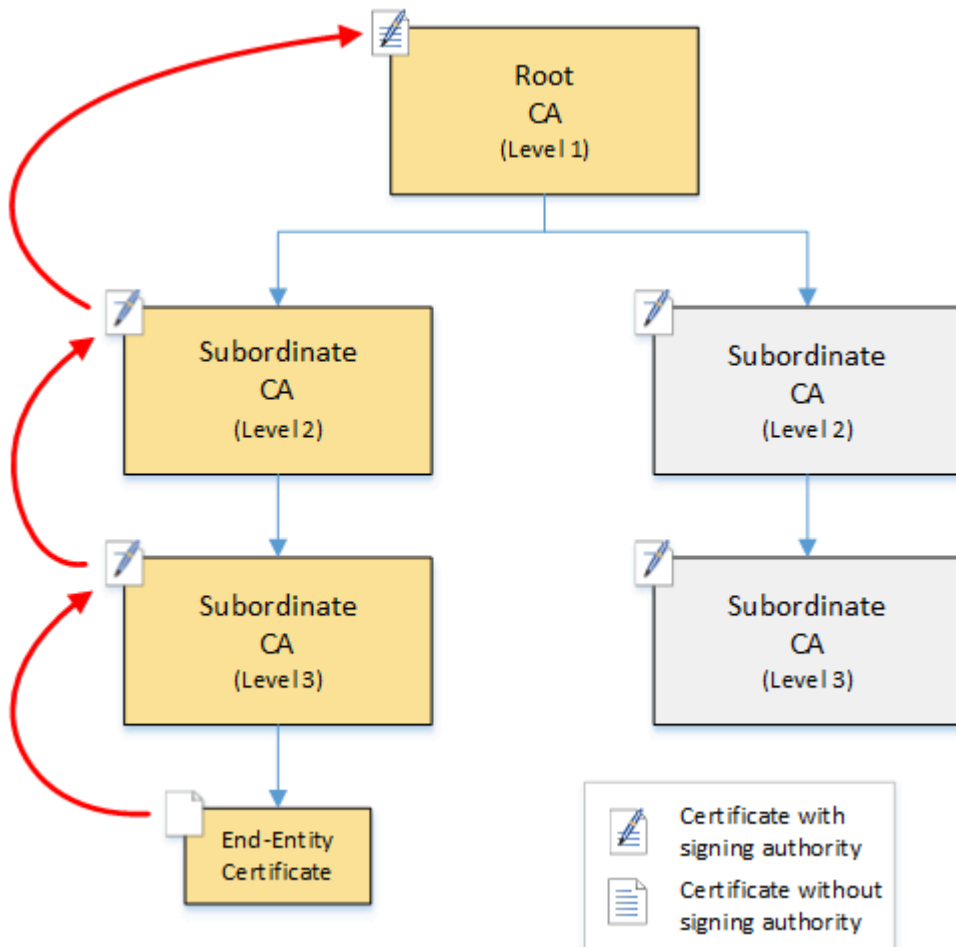 Root
CA
(Level 1)
Subordinate
CA
(Level 2)
Subordinate
CA
(Level 2)
Subordinate
CA
(Level 3)
Subordinate
CA
(Level 3)
End-Entity
Certificate
Certificate with
signing authority
Certificate without
signing authority